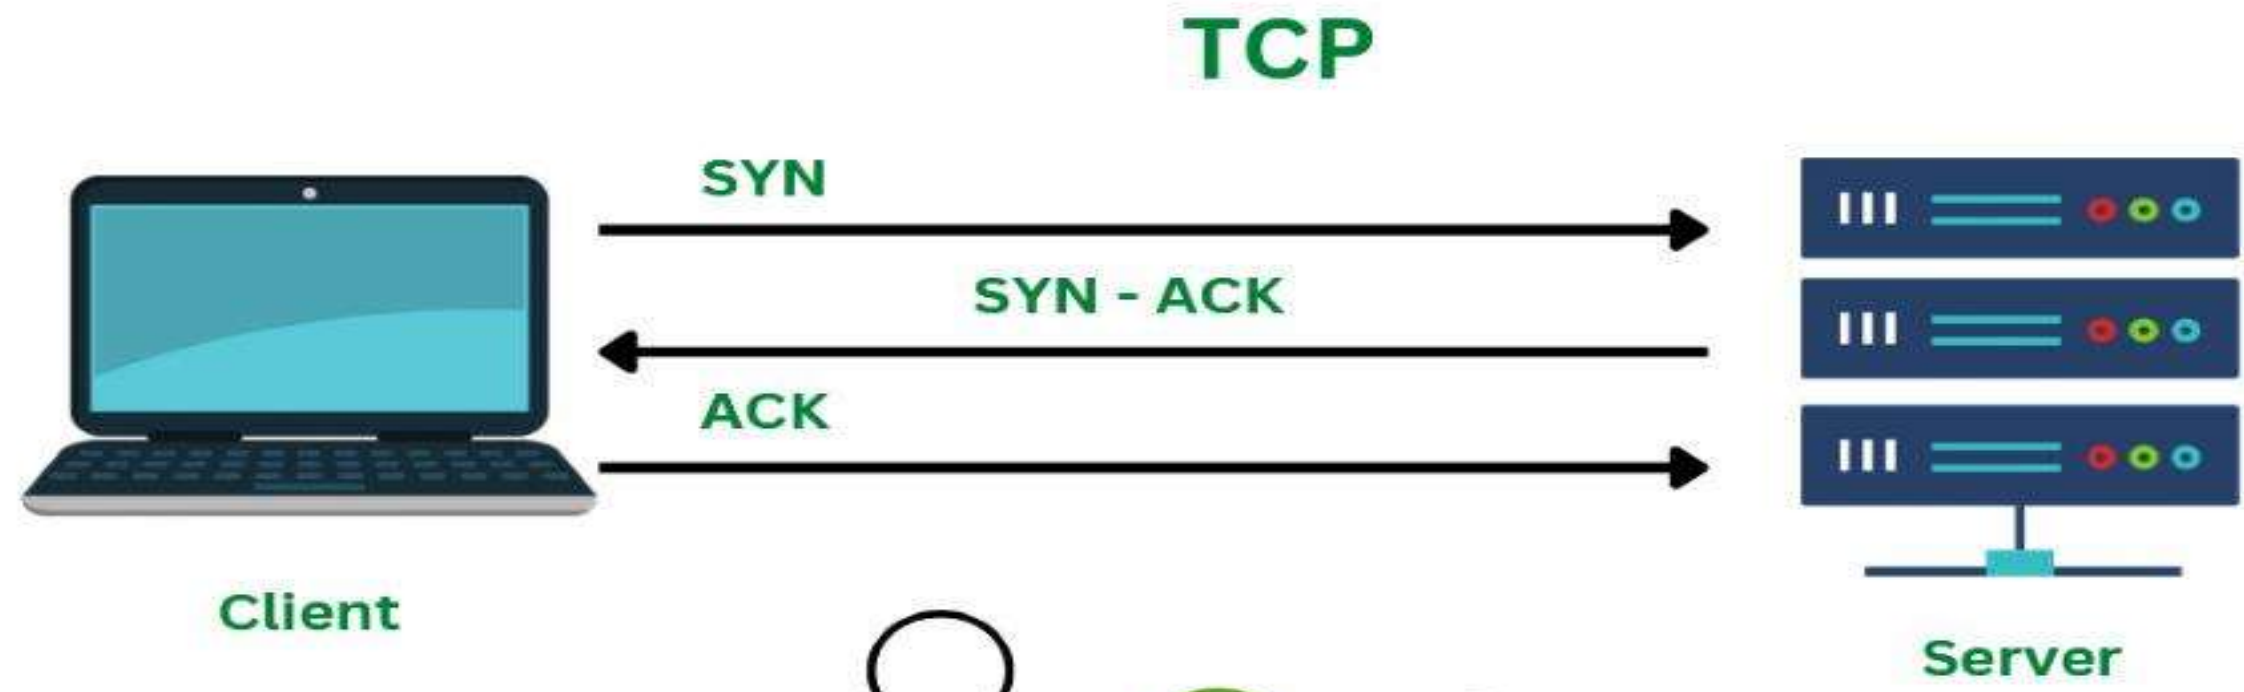 TCP
SYN
SYN - ACK
ACK
Client
Server